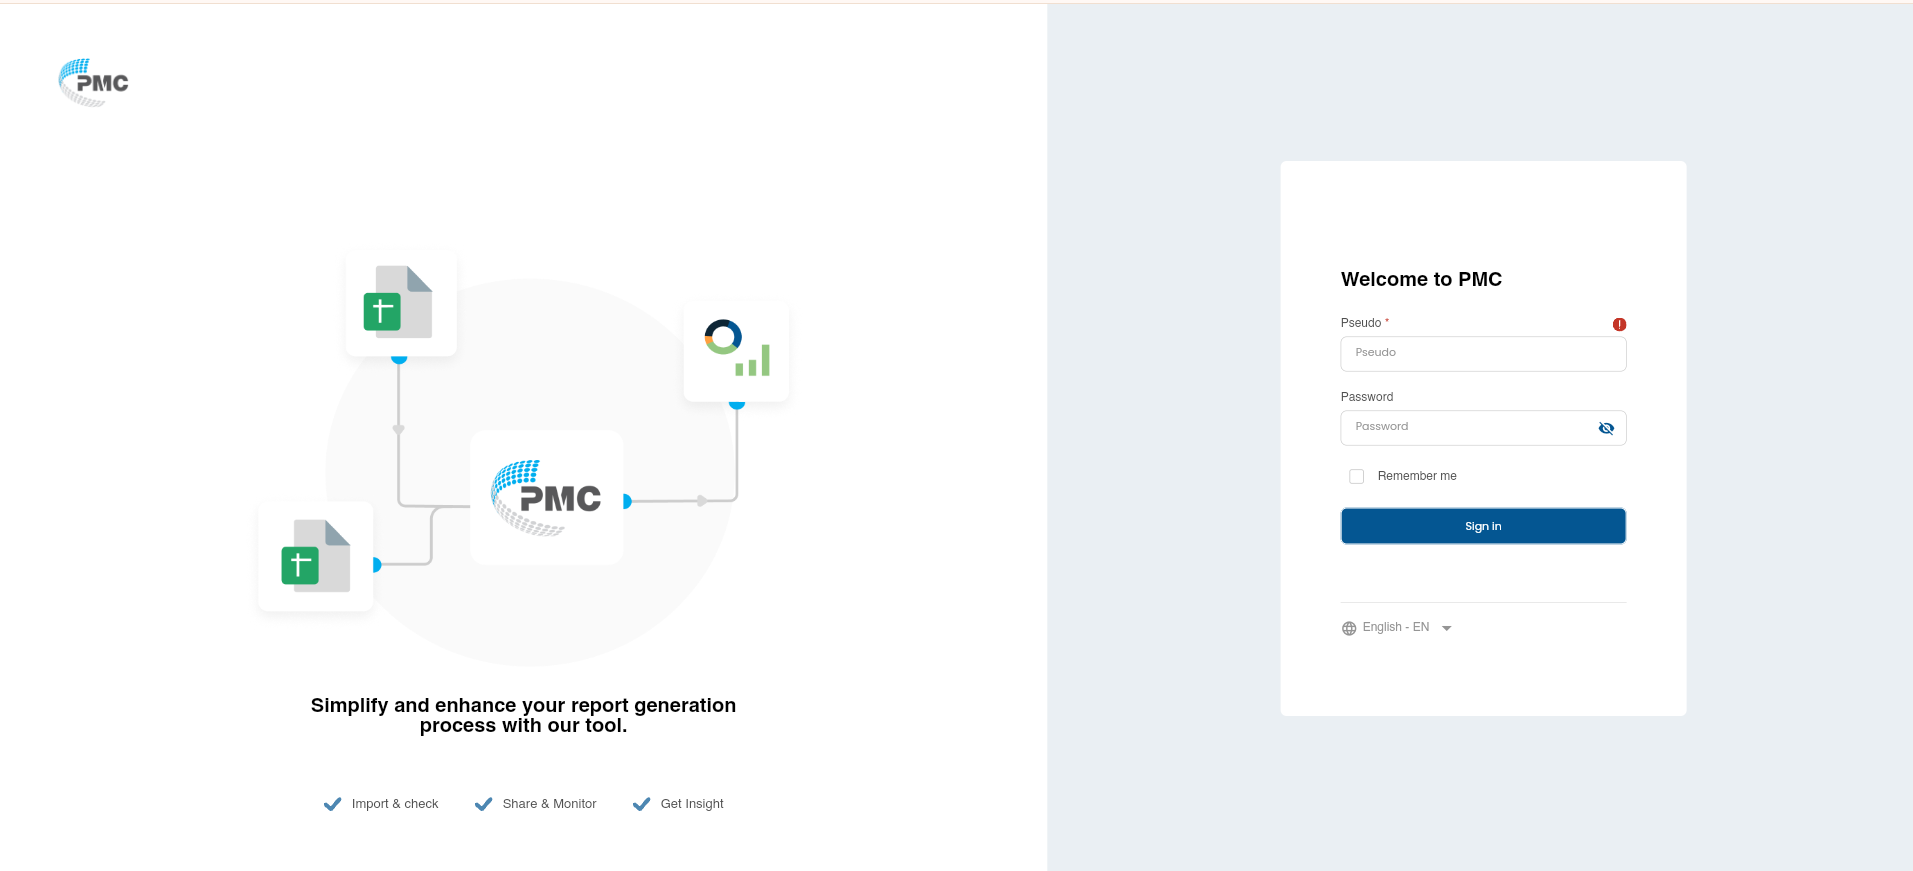 PMC
PMC
Simplify and enhance your report generation
process with our tool.
Import & check
Share & Monitor
Get Insight
Welcome to PMC
Pseudo *
Pseudo
Password
Password
Remember me
Sign in
English - EN